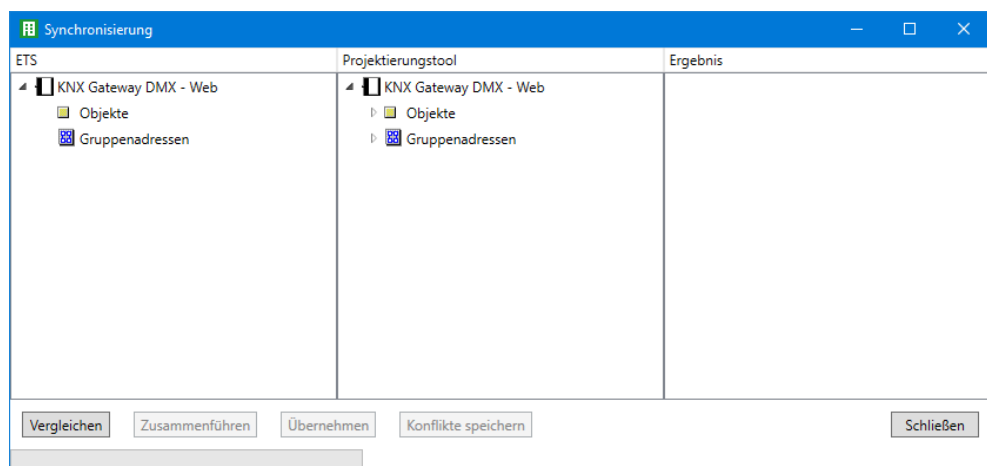 Synchronisierung
ETS Projektierungstool Ergebnis
KNX Gateway DMX - Web KNX Gateway DMX - Web
Objekte Objekte
Gruppenadressen Gruppenadressen
Vergleichen Zusammenführen Übernehmen Konflikte speichern Schließen